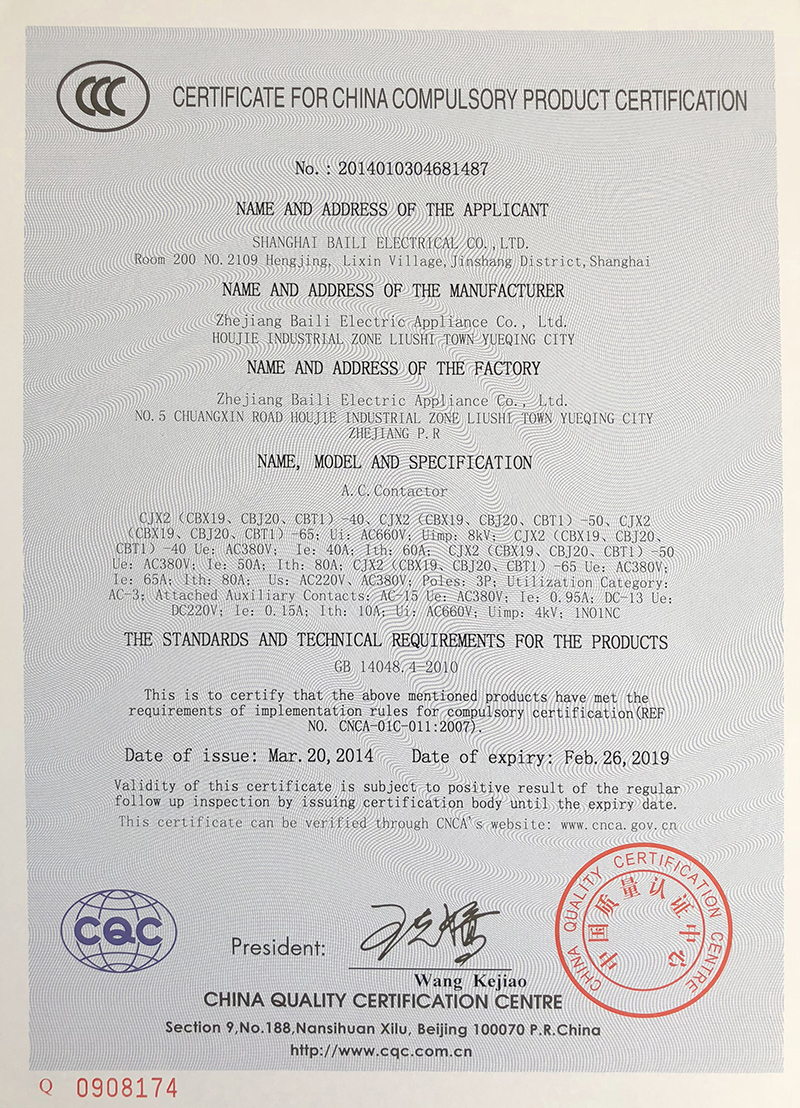 CCC
CERTIFICATE FOR CHINA COMPULSORY PRODUCT CERTIFICATION
No. : 2014010304681487
NAME AND ADDRESS OF THE APPLICANT
SHANGHAI BAILI ELECTRICAL CO.,LTD.
Room 200 NO.2109 Hengjing, Lixin Village,Jinshang District,Shanghai
NAME AND ADDRESS OF THE MANUFACTURER
Zhejiang Baili Electric Appliance Co., Ltd.
HOUJIE INDUSTRIAL ZONE LIUSHI TOWN YUEQING CITY
NAME AND ADDRESS OF THE FACTORY
Zhejiang Baili Electric Appliance Co., Ltd.
NO.5 CHUANGXIN ROAD HOUJIE INDUSTRIAL ZONE LIUSHI TOWN YUEQING CITY
ZHEJIANG P.R
NAME, MODEL AND SPECIFICATION
A.C.Contactor
CJX2（CBX19、CBJ20、CBT1）-40、CJX2（CBX19、CBJ20、CBT1）-50、CJX2
（CBX19、CBJ20、CBT1）-65; Ui: AC660V; Uimp: 8kV; CJX2（CBX19、CBJ20、
CBT1）-40 Ue: AC380V; Ie: 40A; Ith: 60A; CJX2（CBX19、CBJ20、CBT1）-50
Ue: AC380V; Ie: 50A; Ith: 80A; CJX2（CBX19、CBJ20、CBT1）-65 Ue: AC380V;
Ie: 65A; Ith: 80A; Us: AC220V、AC380V; Poles: 3P; Utilization Category:
AC-3; Attached Auxiliary Contacts: AC-15 Ue: AC380V; Ie: 0.95A; DC-13 Ue:
DC220V; Ie: 0.15A; Ith: 10A; Ui: AC660V; Uimp: 4kV; 1NO1NC
THE STANDARDS AND TECHNICAL REQUIREMENTS FOR THE PRODUCTS
GB 14048.4-2010
This is to certify that the above mentioned products have met the
requirements of implementation rules for compulsory certification(REF
NO. CNCA-01C-011:2007).
Date of issue: Mar.20,2014 Date of expiry: Feb.26,2019
Validity of this certificate is subject to positive result of the regular
follow up inspection by issuing certification body until the expiry date.
This certificate can be verified through CNCA's website: www.cnca.gov.cn
CQC
President:
Wang Kejiao
CHINA QUALITY CERTIFICATION CENTRE
中国质量认证中心
CHINA QUALITY CERTIFICATION CENTRE
Section 9,No.188,Nansihuan Xilu, Beijing 100070 P.R.China
http://www.cqc.com.cn
Q 0908174